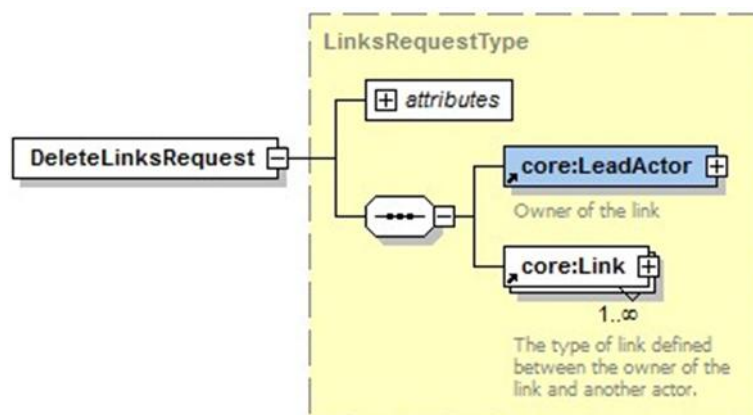 LinksRequestType
attributes
DeleteLinksRequest
core:LeadActor
Owner of the link
core:Link
1..∞
The type of link defined
between the owner of the
link and another actor.